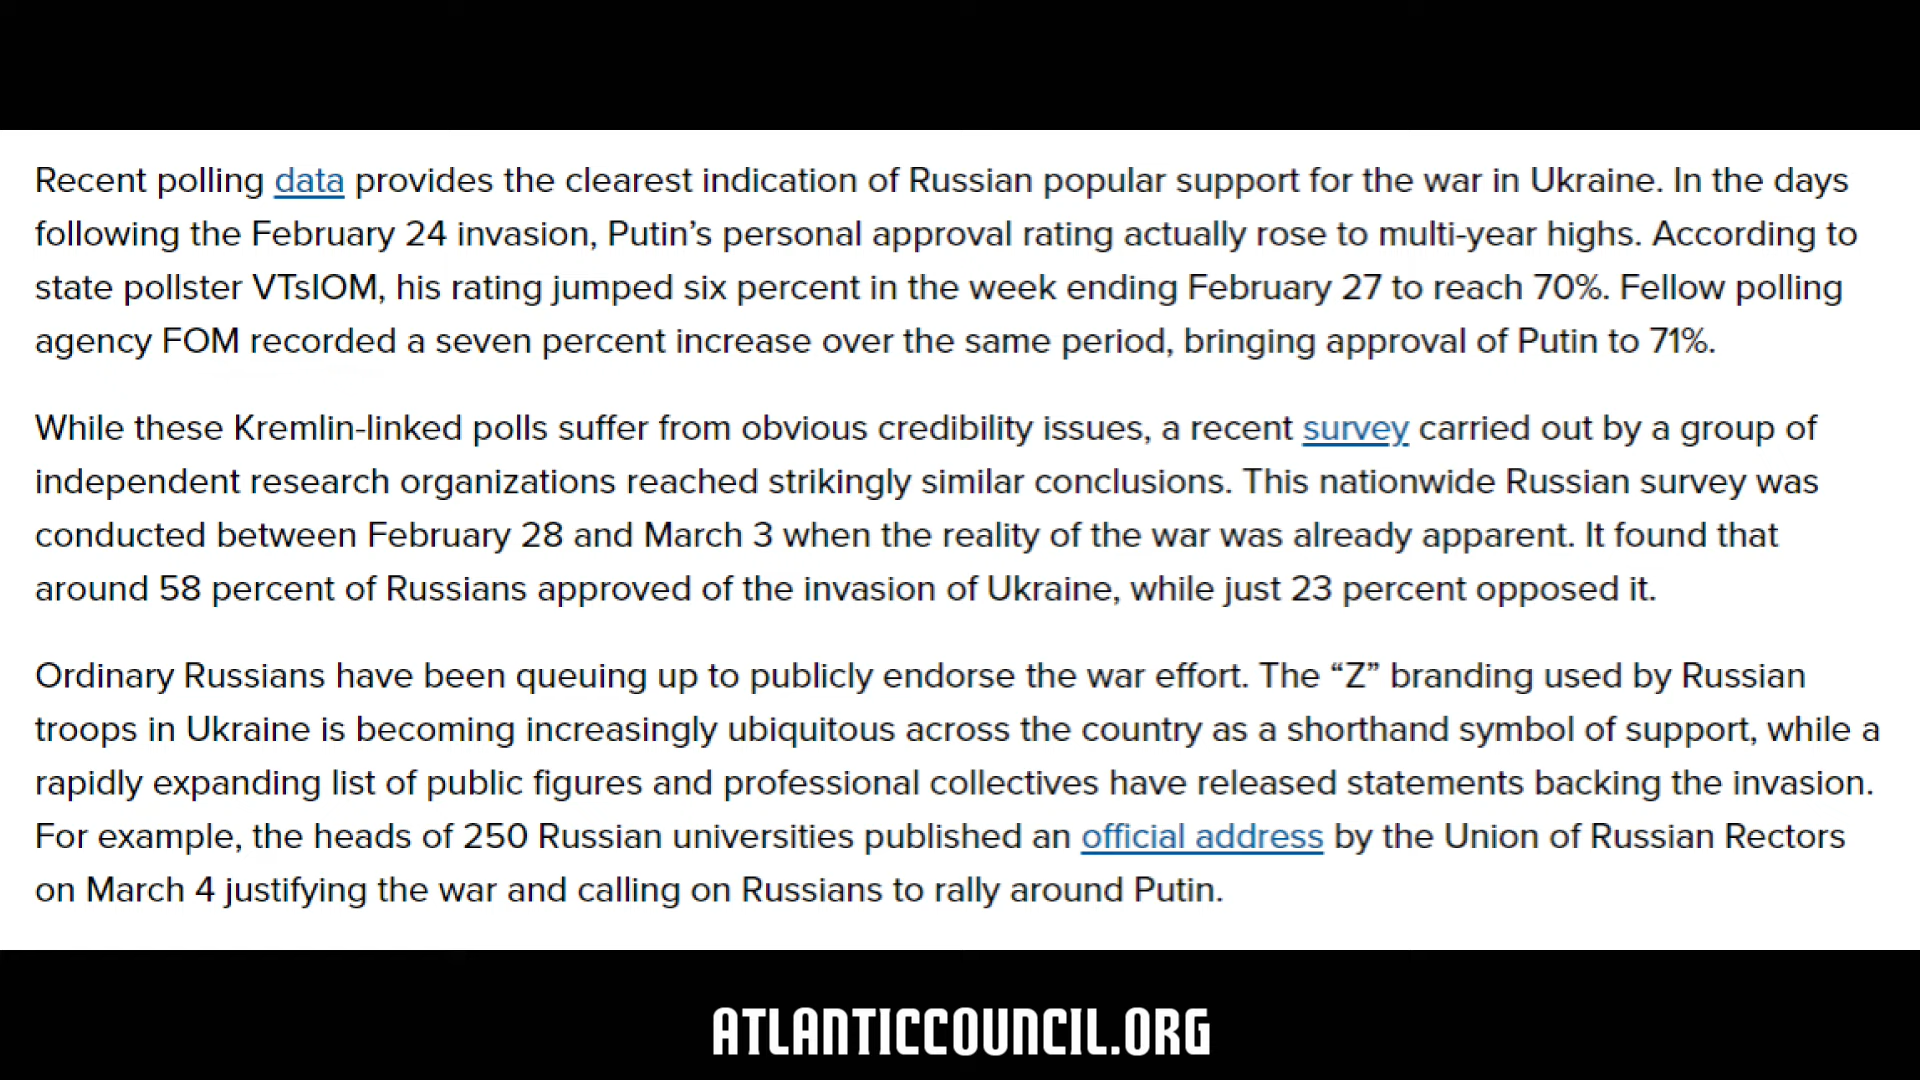 Recent polling data provides the clearest indication of Russian popular support for the war in Ukraine. In the days
following the February 24 invasion, Putin’s personal approval rating actually rose to multi-year highs. According to
state pollster VTsIOM, his rating jumped six percent in the week ending February 27 to reach 70%. Fellow polling
agency FOM recorded a seven percent increase over the same period, bringing approval of Putin to 71%.
While these Kremlin-linked polls suffer from obvious credibility issues, a recent survey carried out by a group of
independent research organizations reached strikingly similar conclusions. This nationwide Russian survey was
conducted between February 28 and March 3 when the reality of the war was already apparent. It found that
around 58 percent of Russians approved of the invasion of Ukraine, while just 23 percent opposed it.
Ordinary Russians have been queuing up to publicly endorse the war effort. The “Z” branding used by Russian
troops in Ukraine is becoming increasingly ubiquitous across the country as a shorthand symbol of support, while a
rapidly expanding list of public figures and professional collectives have released statements backing the invasion.
For example, the heads of 250 Russian universities published an official address by the Union of Russian Rectors
on March 4 justifying the war and calling on Russians to rally around Putin.
ATLANTICCOUNCIL.ORG